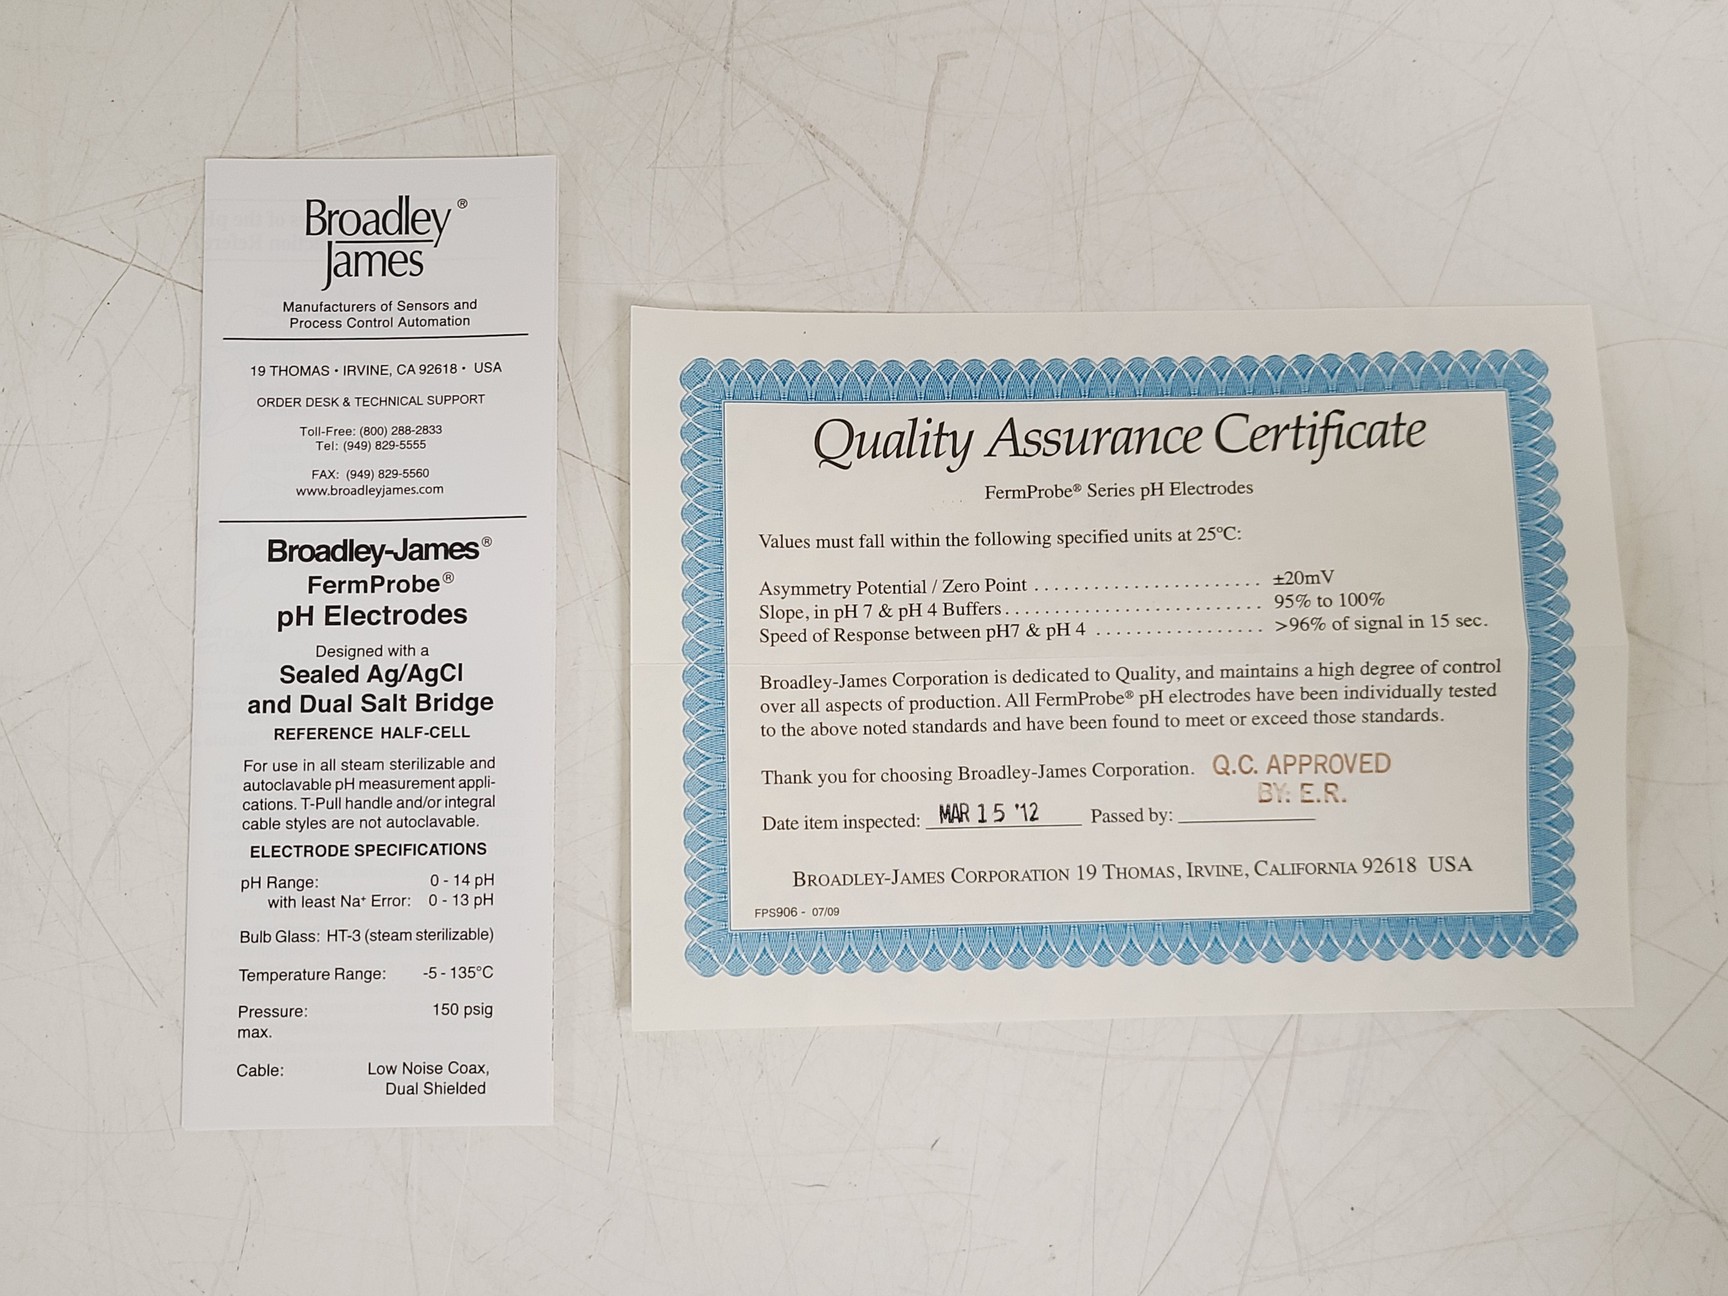 Broadley®
James
Manufacturers of Sensors and
Process Control Automation
19 THOMAS • IRVINE, CA 92618 • USA
ORDER DESK & TECHNICAL SUPPORT
Toll-Free: (800) 288-2833
Tel: (949) 829-5555
FAX: (949) 829-5560
www.broadleyjames.com
Broadley-James®
FermProbe®
pH Electrodes
Designed with a
Sealed Ag/AgCl
and Dual Salt Bridge
REFERENCE HALF-CELL
For use in all steam sterilizable and
autoclavable pH measurement appli-
cations. T-Pull handle and/or integral
cable styles are not autoclavable.
ELECTRODE SPECIFICATIONS
pH Range: 0 - 14 pH
with least Na⁺ Error: 0 - 13 pH
Bulb Glass: HT-3 (steam sterilizable)
Temperature Range: -5 - 135°C
Pressure: 150 psig
max.
Cable: Low Noise Coax,
Dual Shielded
Quality Assurance Certificate
FermProbe® Series pH Electrodes
Values must fall within the following specified units at 25°C:
Asymmetry Potential / Zero Point . . . . . . . . . . . . . . . . . . . . . . . . ±20mV
Slope, in pH 7 & pH 4 Buffers . . . . . . . . . . . . . . . . . . . . . . . . . . . 95% to 100%
Speed of Response between pH7 & pH 4 . . . . . . . . . . . . . . . . . . >96% of signal in 15 sec.
Broadley-James Corporation is dedicated to Quality, and maintains a high degree of control
over all aspects of production. All FermProbe® pH electrodes have been individually tested
to the above noted standards and have been found to meet or exceed those standards.
Thank you for choosing Broadley-James Corporation. Q.C. APPROVED
BY: E.R.
Date item inspected: MAR 15 '12 Passed by:
BROADLEY-JAMES CORPORATION 19 THOMAS, IRVINE, CALIFORNIA 92618 USA
FPS906 - 07/09